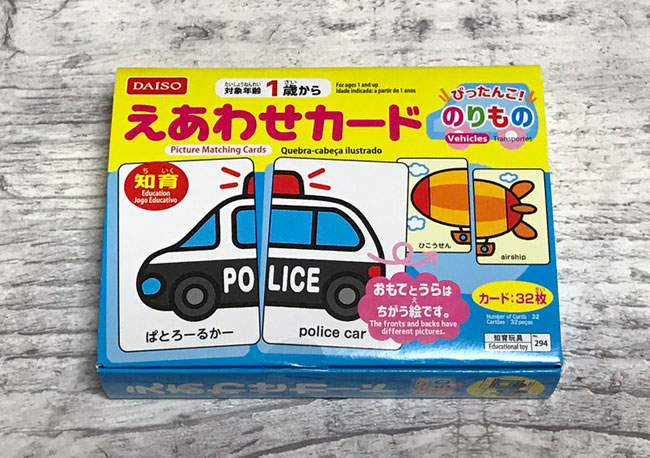 DAISO
たいしょうねんれい さい
対象年齢 1歳から
For ages 1 and up
Idade indicada: a partir de 1 anos
えあわせカード
Picture Matching Cards
Quebra-cabeça ilustrado
ぴったんこ!
のりもの
Vehicles Transportes
ち いく
知育
Education
Jogo Educativo
POLICE
ぱとろーるかー
police car
ひこうせん
airship
おもてとうらは
え
ちがう絵です。
The fronts and backs have
different pictures.
まい
カード:32枚
Number of Cards : 32
Cartões : 32 peças
知育玩具
Educational toy
No.
294